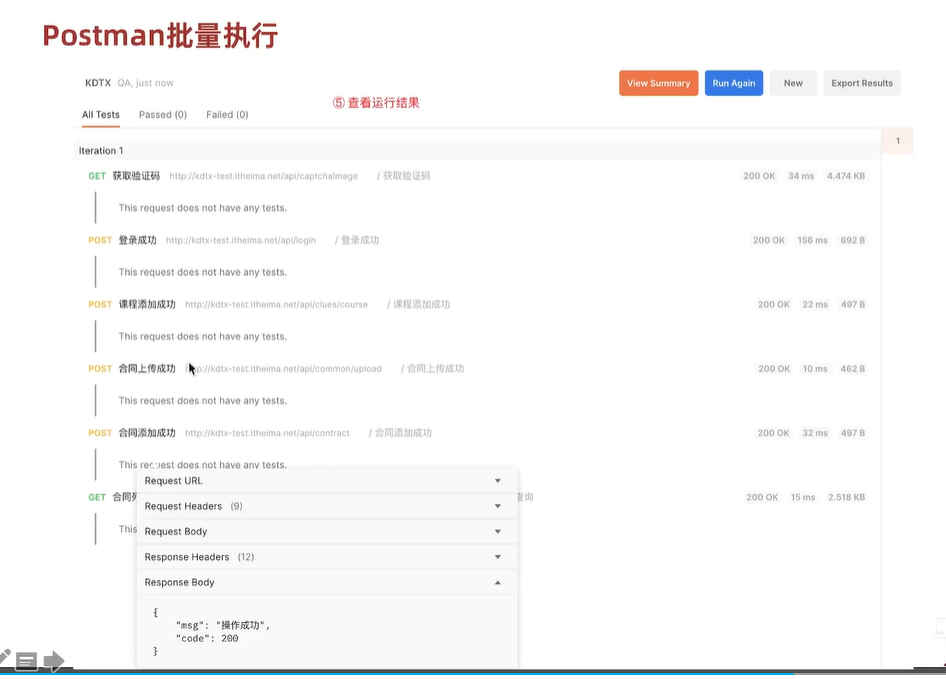 Postman批量执行
KDTX QA, just now
View Summary Run Again New Export Results
⑤ 查看运行结果
All Tests Passed (0) Failed (0)
1
Iteration 1
GET 获取验证码 http://kdtx-test.itheima.net/api/captchaImage / 获取验证码 200 OK 34 ms 4.474 KB
This request does not have any tests.
POST 登录成功 http://kdtx-test.itheima.net/api/login / 登录成功 200 OK 156 ms 692 B
This request does not have any tests.
POST 课程添加成功 http://kdtx-test.itheima.net/api/clues/course / 课程添加成功 200 OK 22 ms 497 B
This request does not have any tests.
POST 合同上传成功 p://kdtx-test.itheima.net/api/common/upload / 合同上传成功 200 OK 10 ms 462 B
This request does not have any tests.
POST 合同添加成功 http://kdtx-test.itheima.net/api/contract / 合同添加成功 200 OK 32 ms 497 B
This request does not have any tests.
Request URL
GET 合同列 查询 200 OK 15 ms 2.518 KB
Request Headers (9)
This
Request Body
Response Headers (12)
Response Body
{
"msg": "操作成功",
"code": 200
}